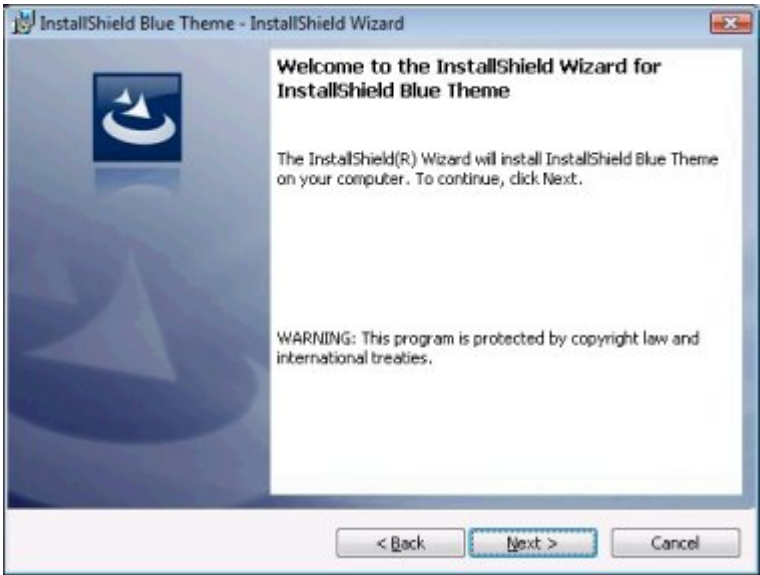 InstallShield Blue Theme - InstallShield Wizard
Welcome to the InstallShield Wizard for
InstallShield Blue Theme
The InstallShield(R) Wizard will install InstallShield Blue Theme
on your computer. To continue, click Next.
WARNING: This program is protected by copyright law and
international treaties.
< Back Next > Cancel